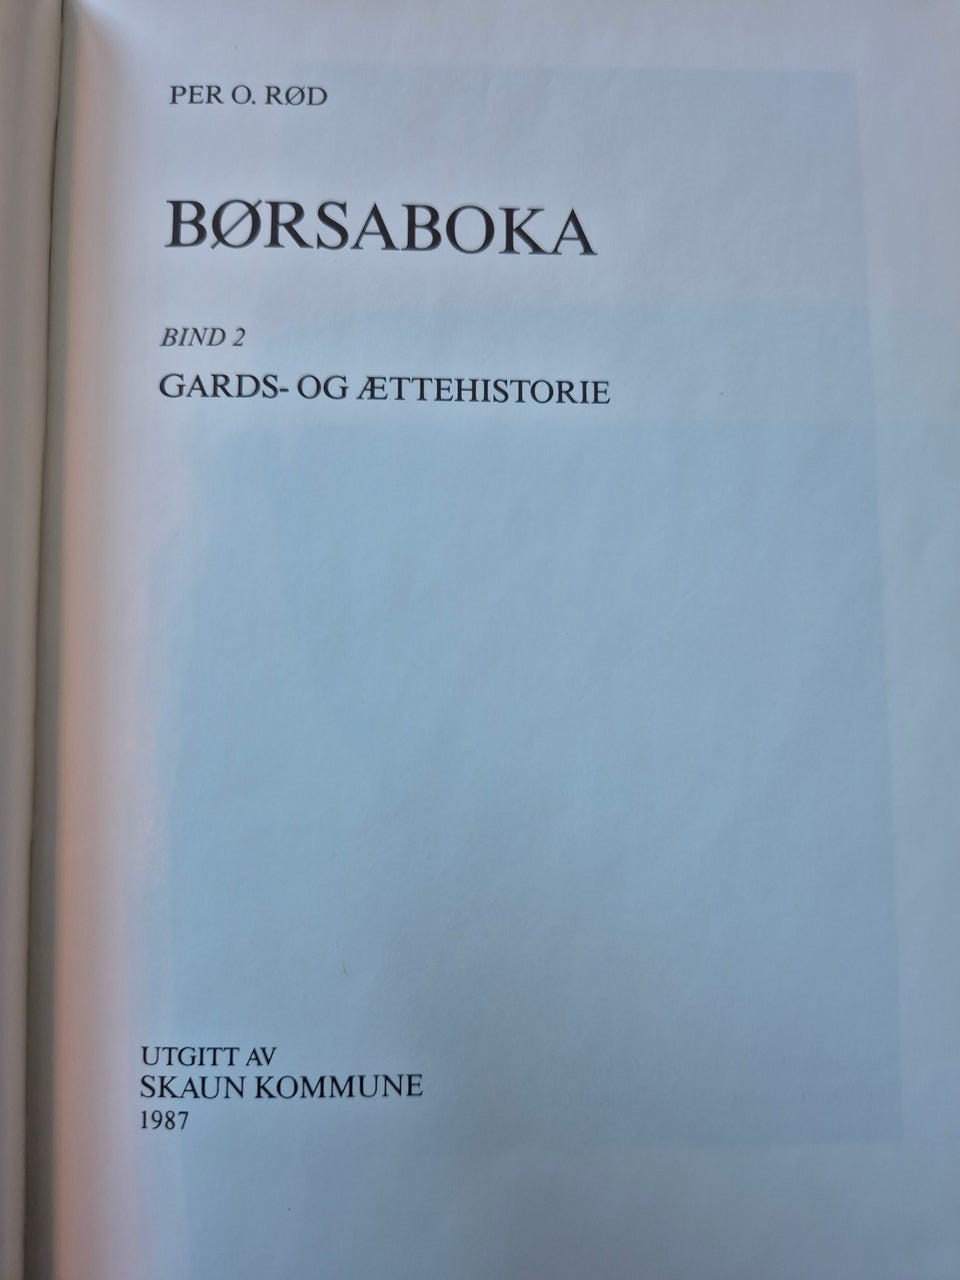 PER O. RØD
BØRSABOKA
BIND 2
GARDS- OG ÆTTEHISTORIE
UTGITT AV
SKAUN KOMMUNE
1987